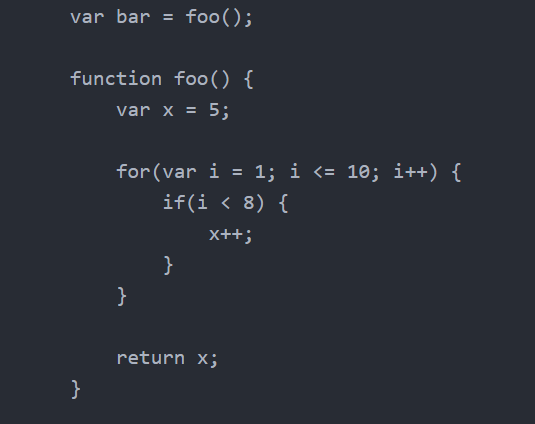 var bar = foo();
function foo() {
    var x = 5;
    for(var i = 1; i <= 10; i++) {
        if(i < 8) {
            x++;
        }
    }
    return x;
}